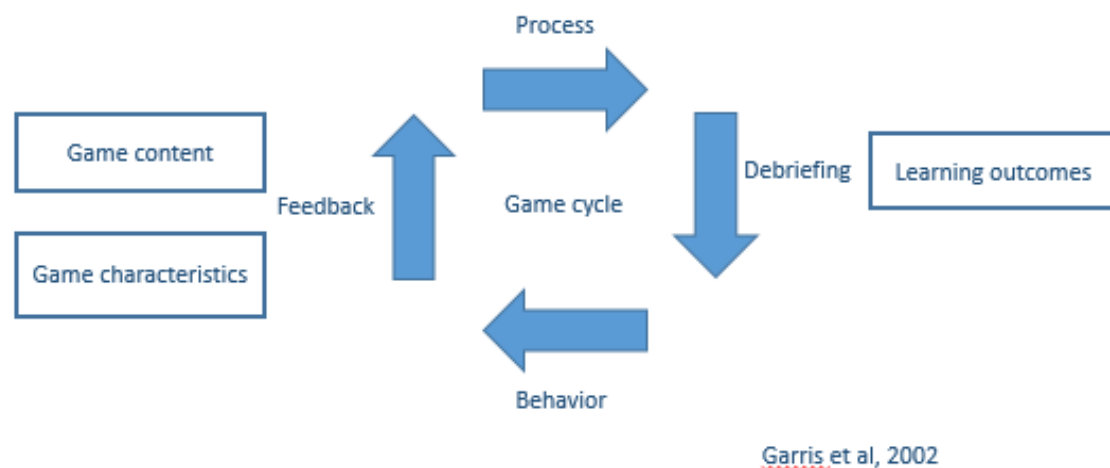 Process
Game content
Debriefing
Learning outcomes
Feedback
Game cycle
Game characteristics
Behavior
Garris et al, 2002